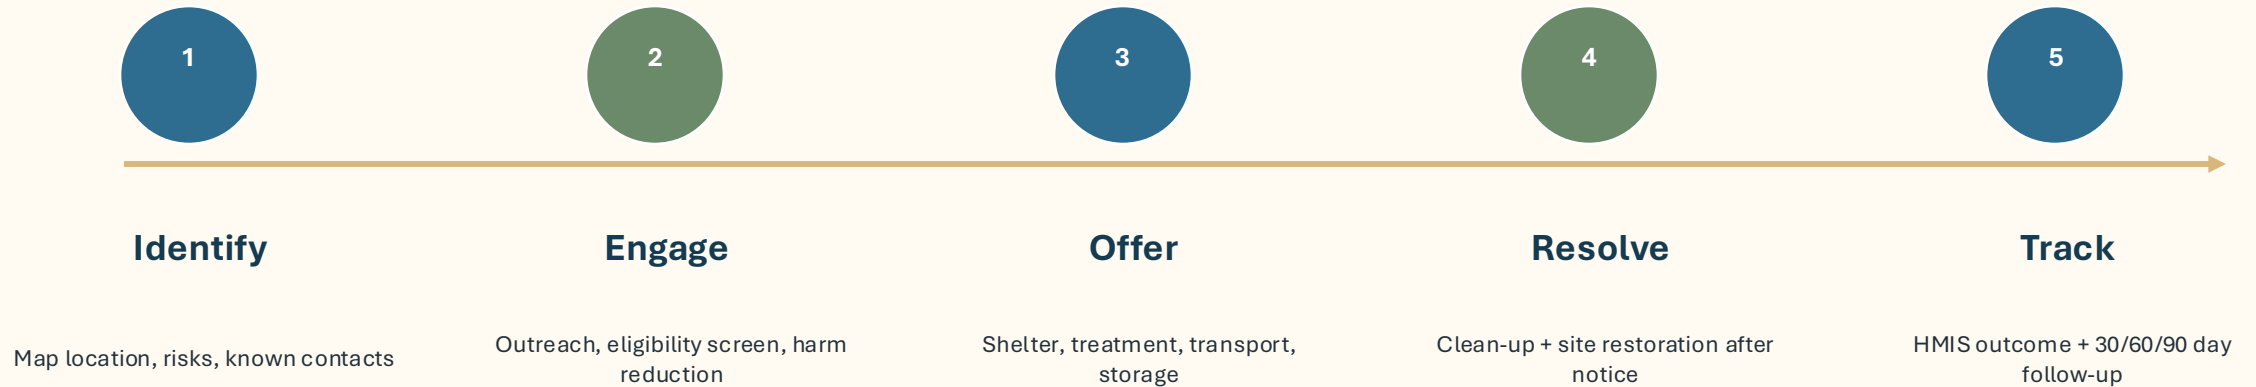 1
2
3
4
5
Identify
Engage
Offer
Resolve
Track
Map location, risks, known contacts
Outreach, eligibility screen, harm
reduction
Shelter, treatment, transport,
storage
Clean-up + site restoration after
notice
HMIS outcome + 30/60/90 day
follow-up